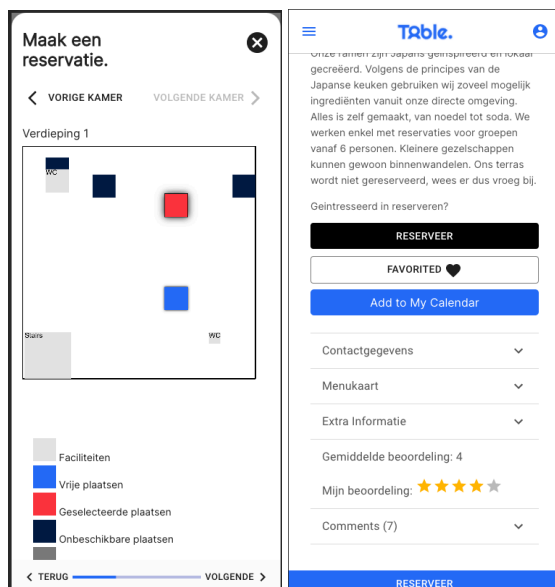 Maak een
reservatie.
VORIGE KAMER
VOLGENDE KAMER
Verdieping 1
WC
Stairs
WC
Faciliteiten
Vrije plaatsen
Geselecteerde plaatsen
Onbeschikbare plaatsen
TERUG
VOLGENDE
Table.
Onze ramen zijn Japans geïnspireerd en lokaal
gecreëerd. Volgens de principes van de
Japanse keuken gebruiken wij zoveel mogelijk
ingrediënten vanuit onze directe omgeving.
Alles is zelf gemaakt, van noedel tot soda. We
werken enkel met reservaties voor groepen
vanaf 6 personen. Kleinere gezelschappen
kunnen gewoon binnenwandelen. Ons terras
wordt niet gereserveerd, wees er dus vroeg bij.
Geintresseerd in reserveren?
RESERVEER
FAVORITED
Add to My Calendar
Contactgegevens
Menukaart
Extra Informatie
Gemiddelde beoordeling: 4
Mijn beoordeling:
Comments (7)
RESERVEER